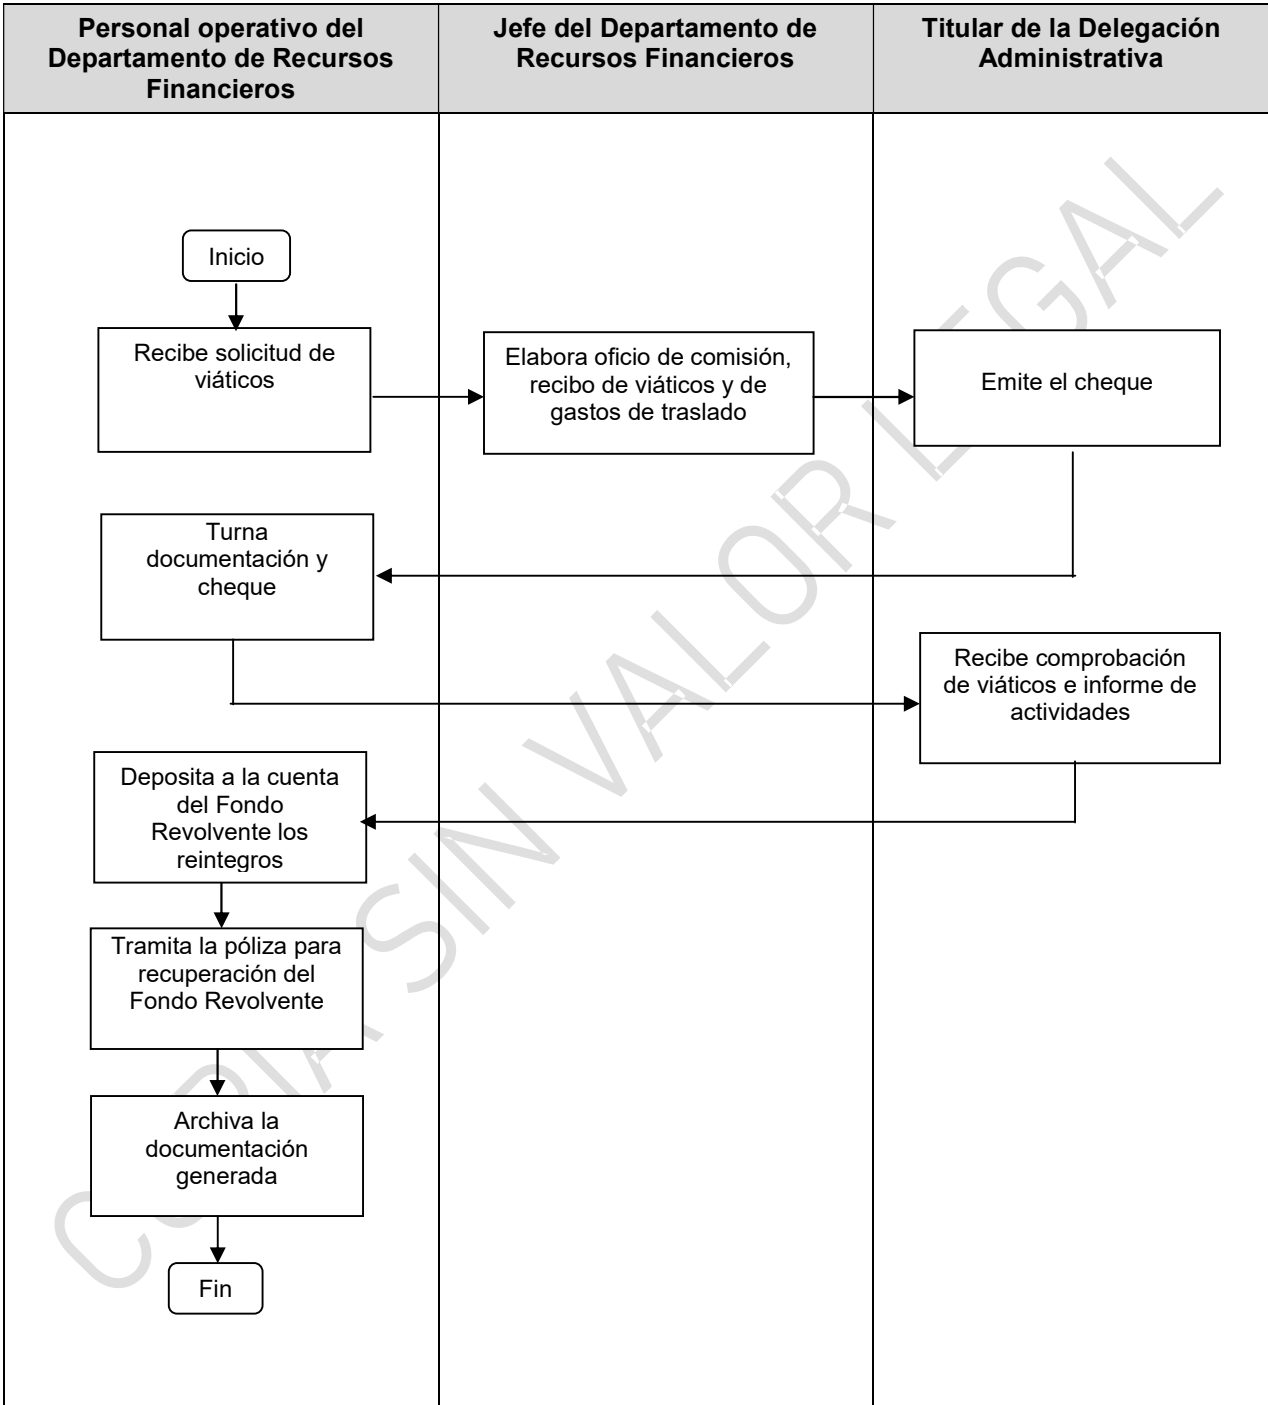 Personal operativo del
Departamento de Recursos
Financieros
Jefe del Departamento de
Recursos Financieros
Titular de la Delegación
Administrativa
Inicio
Recibe solicitud de
viáticos
Elabora oficio de comisión,
recibo de viáticos y de
gastos de traslado
Emite el cheque
Turna
documentación y
cheque
Recibe comprobación
de viáticos e informe de
actividades
Deposita a la cuenta
del Fondo
Revolvente los
reintegros
Tramita la póliza para
recuperación del
Fondo Revolvente
Archiva la
documentación
generada
Fin
COPIA SIN VALOR LEGAL